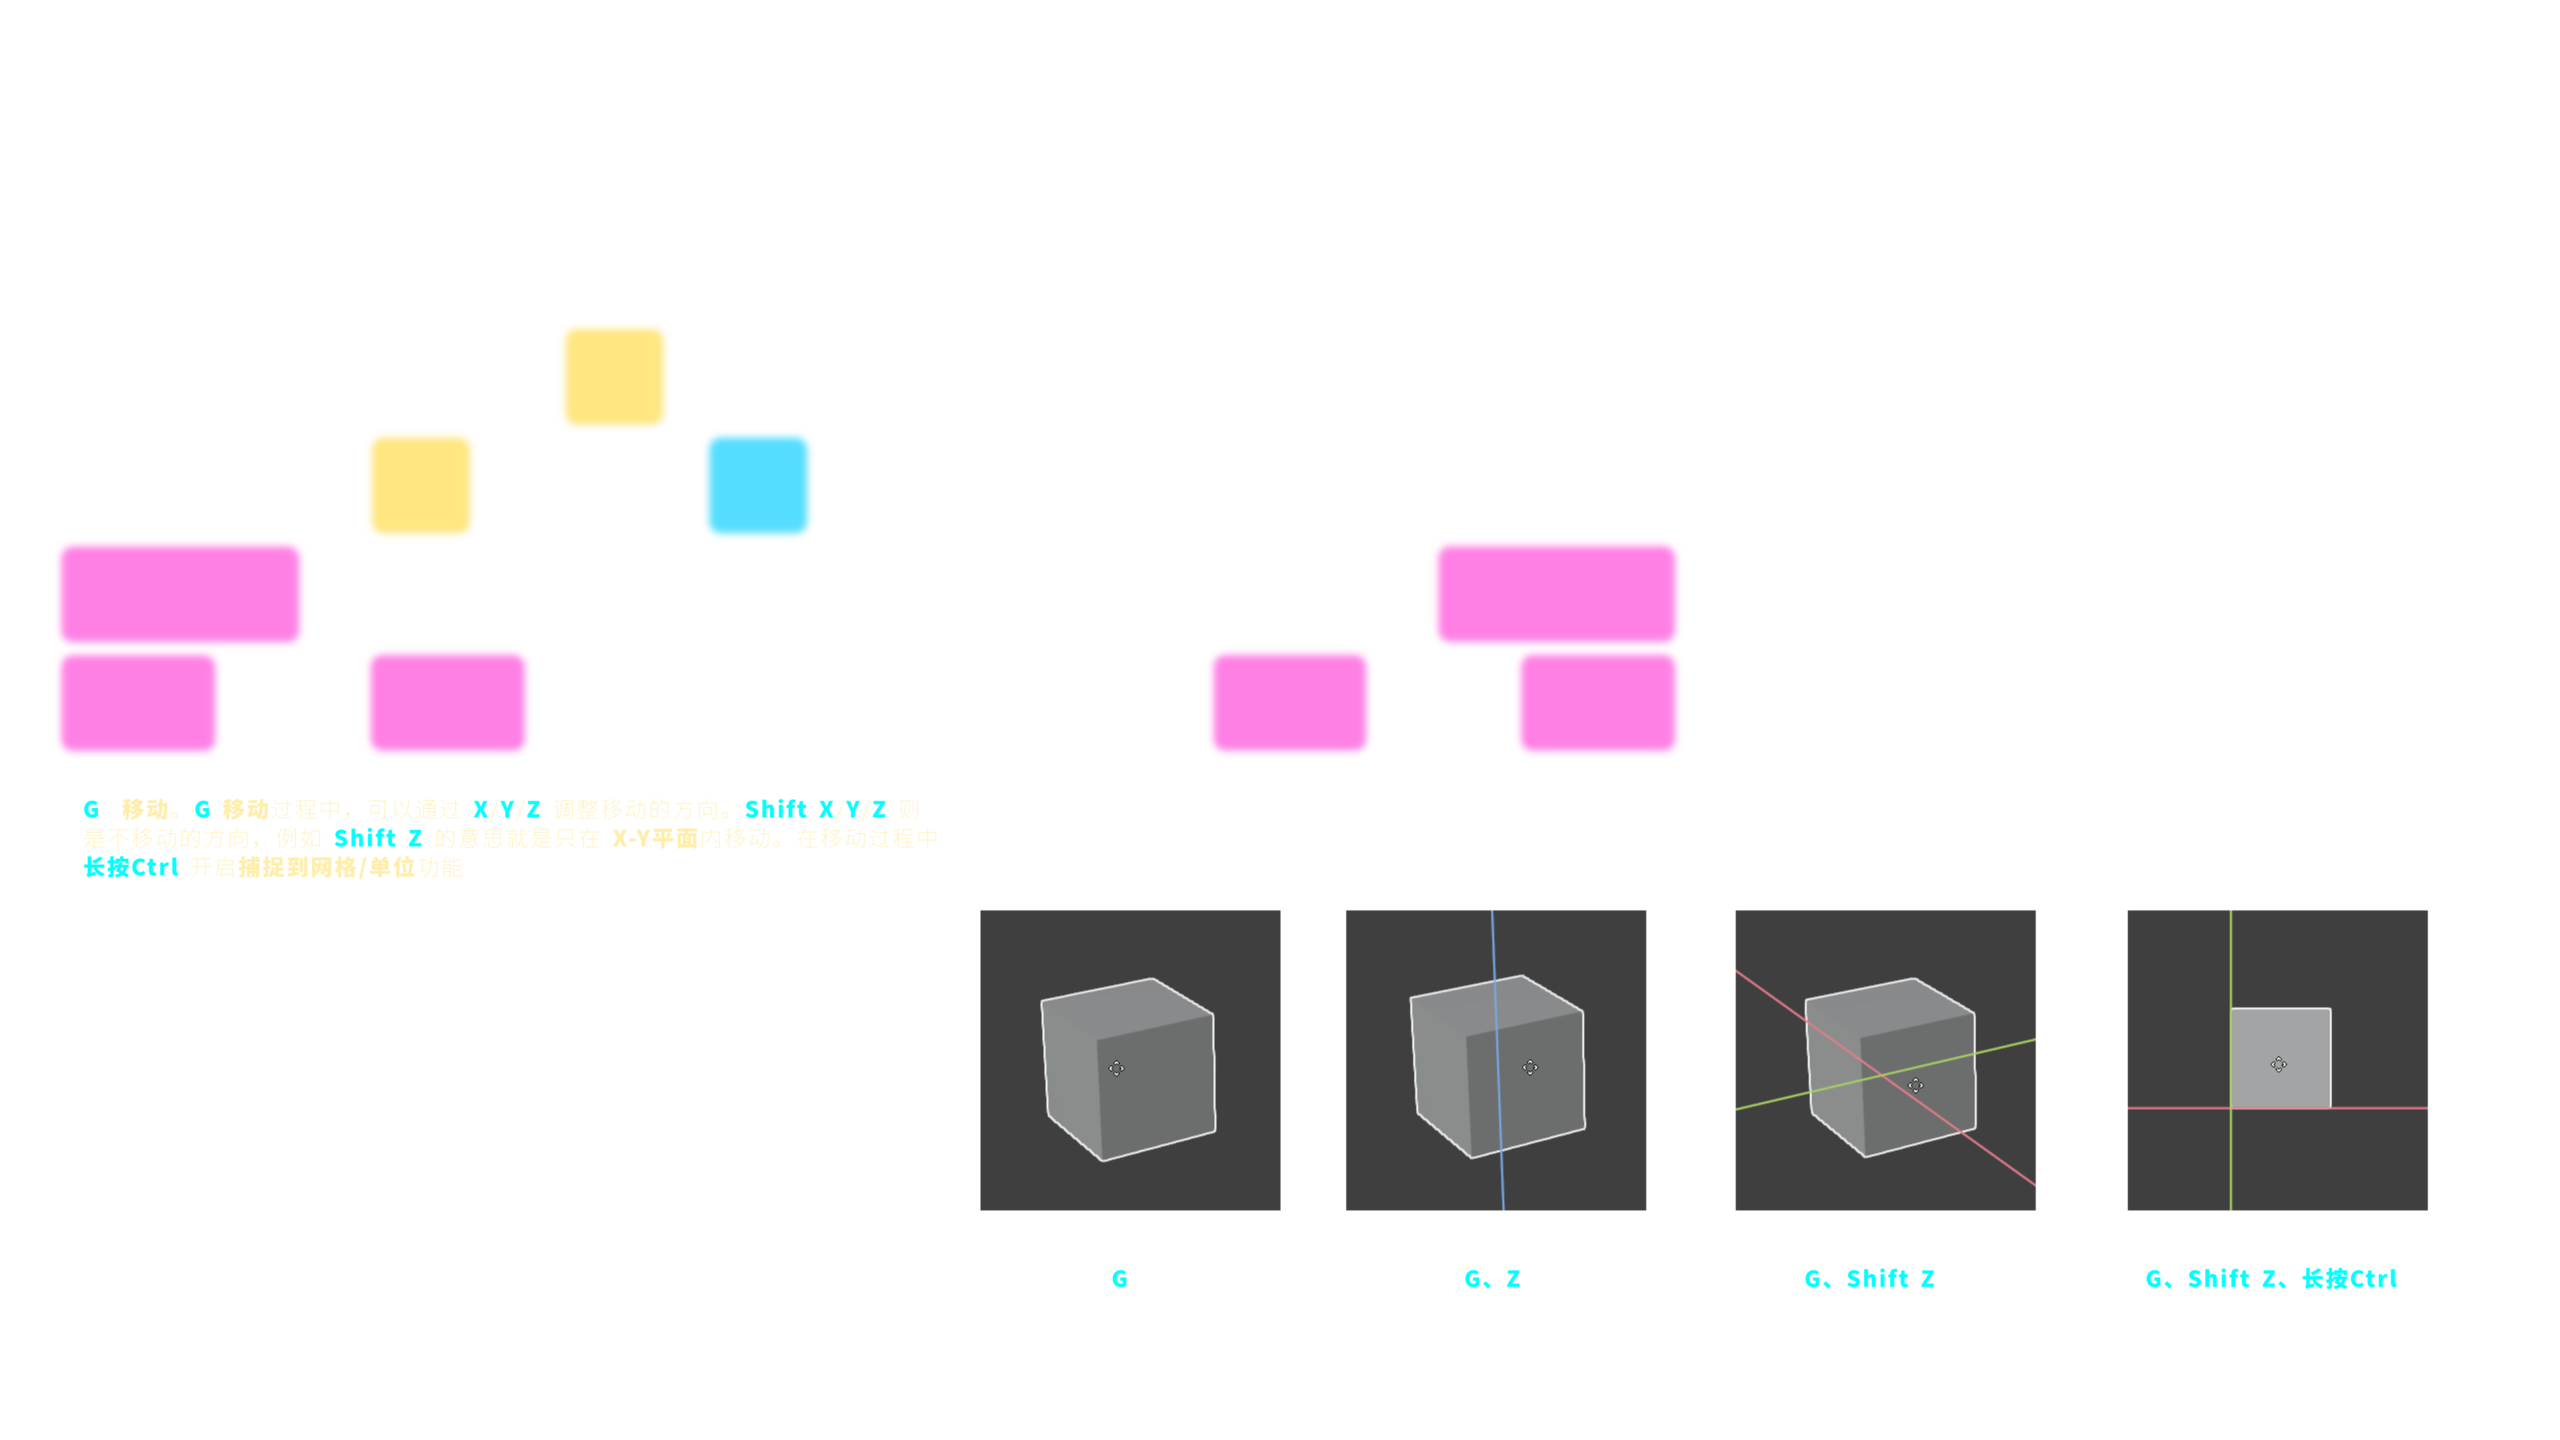 G 移动。G 移动过程中，可以通过 X/Y/Z 调整移动的方向。Shift X/Y/Z 则
是不移动的方向，例如 Shift Z 的意思就是只在 X-Y平面内移动。在移动过程中
长按Ctrl 开启捕捉到网格/单位功能
G
G、Z
G、Shift Z
G、Shift Z、长按Ctrl